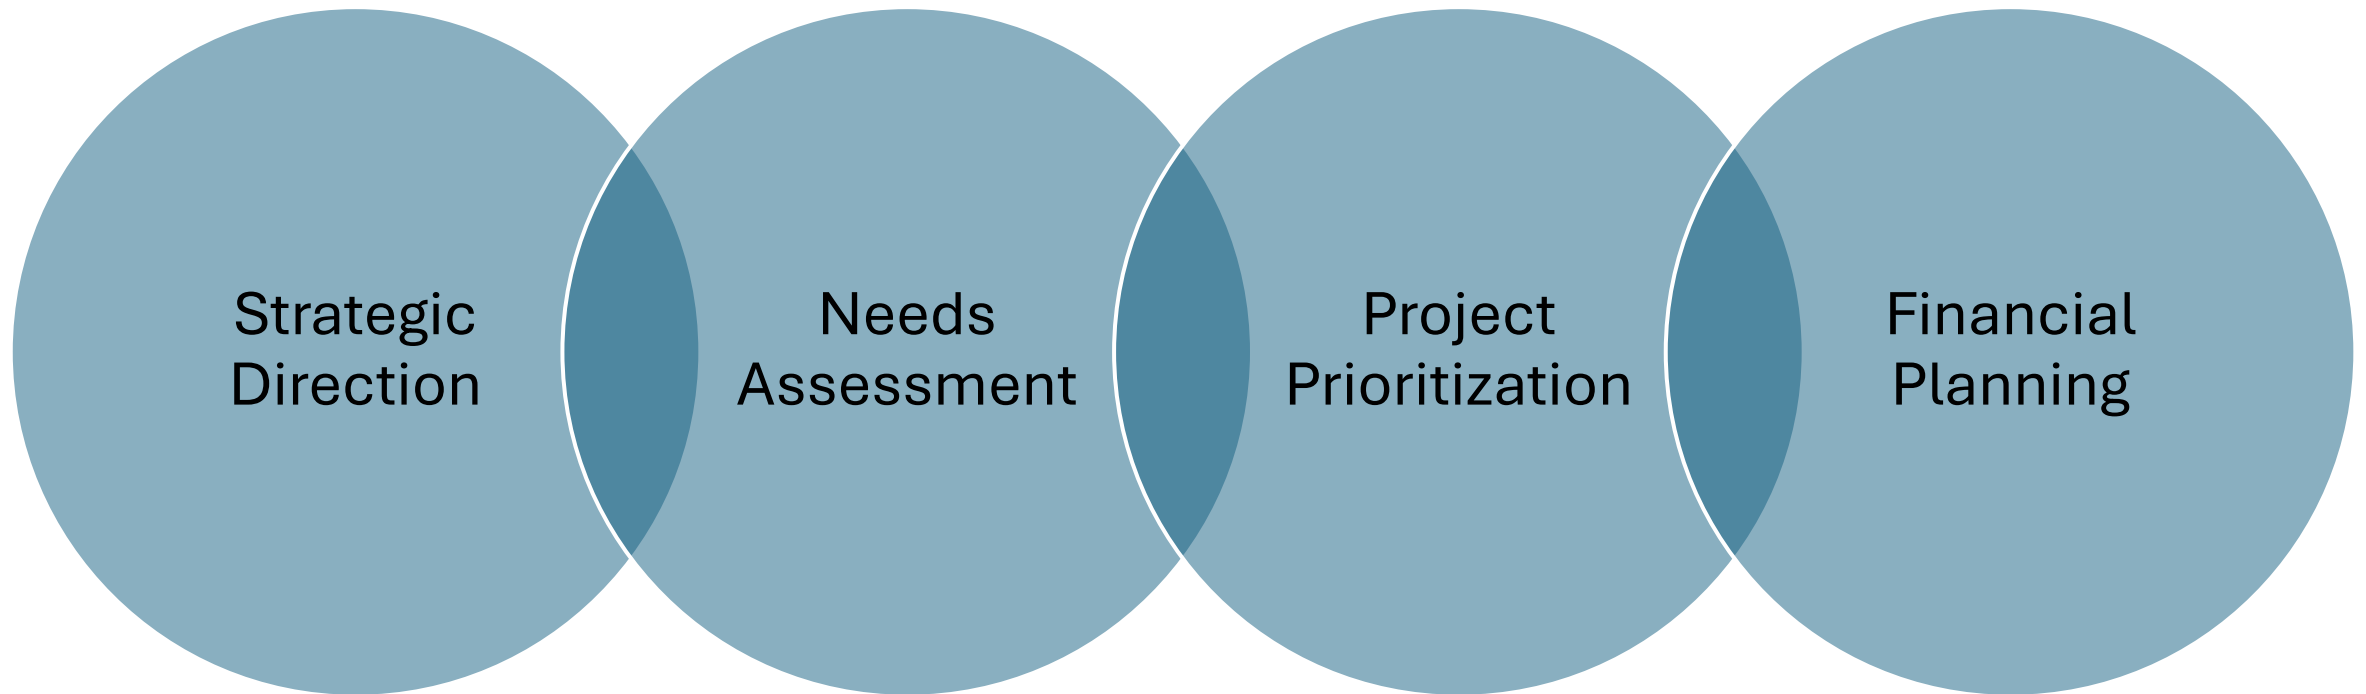 Strategic
Direction
Needs
Assessment
Project
Prioritization
Financial
Planning